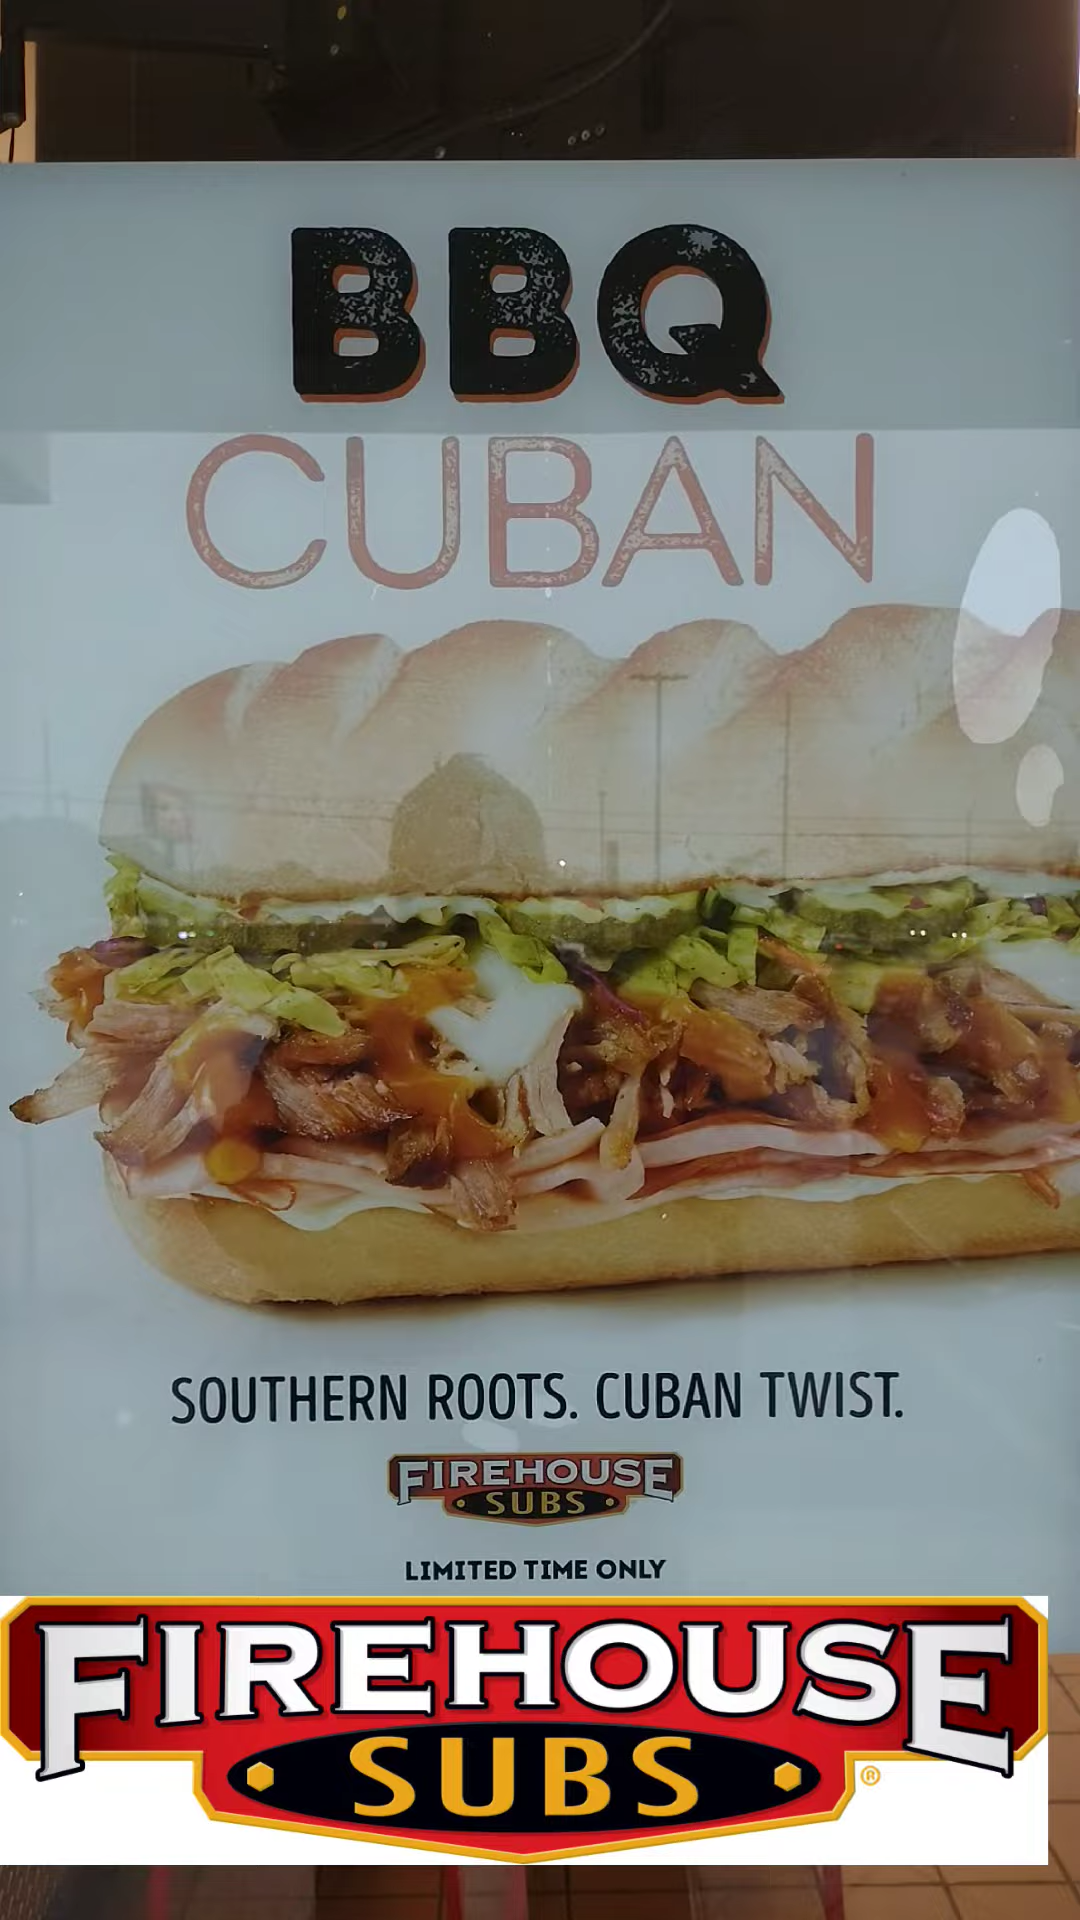 BBQ
CUBAN
SOUTHERN ROOTS. CUBAN TWIST.
FIREHOUSE
SUBS
LIMITED TIME ONLY
FIREHOUSE
SUBS®